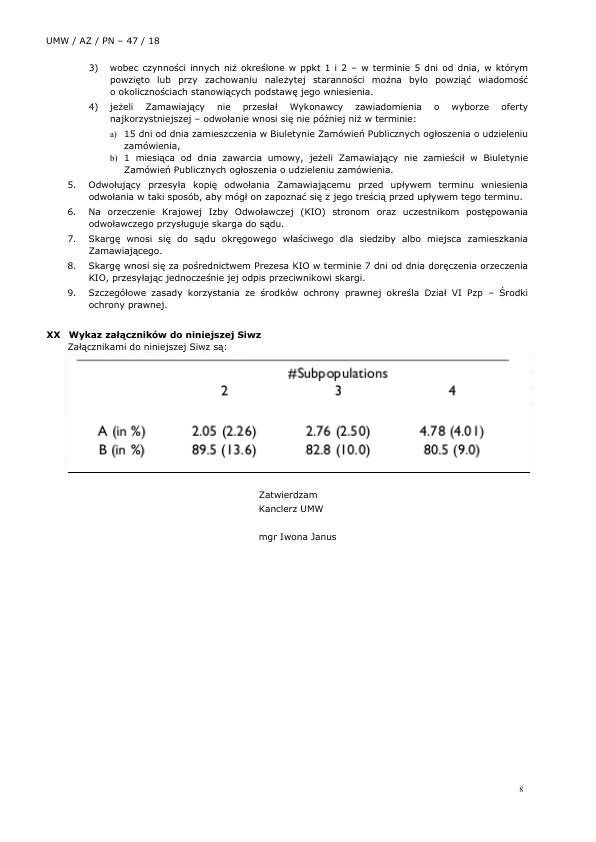 UMW / AZ / PN – 47 / 18
3) wobec czynności innych niż określone w ppkt 1 i 2 – w terminie 5 dni od dnia, w którym
powzięto lub przy zachowaniu należytej staranności można było powziąć wiadomość
o okolicznościach stanowiących podstawę jego wniesienia.
4) jeżeli Zamawiający nie przesłał Wykonawcy zawiadomienia o wyborze oferty
najkorzystniejszej – odwołanie wnosi się nie później niż w terminie:
a) 15 dni od dnia zamieszczenia w Biuletynie Zamówień Publicznych ogłoszenia o udzieleniu
zamówienia,
b) 1 miesiąca od dnia zawarcia umowy, jeżeli Zamawiający nie zamieścił w Biuletynie
Zamówień Publicznych ogłoszenia o udzieleniu zamówienia.
5. Odwołujący przesyła kopię odwołania Zamawiającemu przed upływem terminu wniesienia
odwołania w taki sposób, aby mógł on zapoznać się z jego treścią przed upływem tego terminu.
6. Na orzeczenie Krajowej Izby Odwoławczej (KIO) stronom oraz uczestnikom postępowania
odwoławczego przysługuje skarga do sądu.
7. Skargę wnosi się do sądu okręgowego właściwego dla siedziby albo miejsca zamieszkania
Zamawiającego.
8. Skargę wnosi się za pośrednictwem Prezesa KIO w terminie 7 dni od dnia doręczenia orzeczenia
KIO, przesyłając jednocześnie jej odpis przeciwnikowi skargi.
9. Szczegółowe zasady korzystania ze środków ochrony prawnej określa Dział VI Pzp – Środki
ochrony prawnej.
XX Wykaz załączników do niniejszej Siwz
Załącznikami do niniejszej Siwz są:
#Subpopulations
2 3 4
A (in %) 2.05 (2.26) 2.76 (2.50) 4.78 (4.01)
B (in %) 89.5 (13.6) 82.8 (10.0) 80.5 (9.0)
Zatwierdzam
Kanclerz UMW
mgr Iwona Janus
8